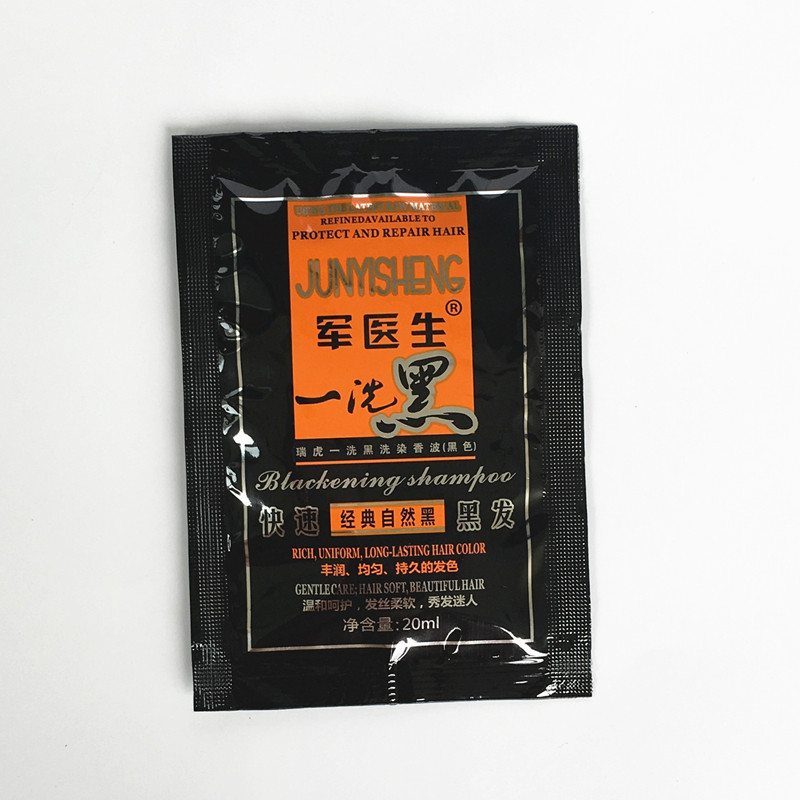 REFINEDAVAILABLE TO
PROTECT AND REPAIR HAIR
JUNYISHENG
军医生®
一洗黑
瑞虎一洗黑洗染香波(黑色)
Blackening shampoo
快速 经典自然黑 黑发
RICH, UNIFORM, LONG-LASTING HAIR COLOR
丰润、均匀、持久的发色
GENTLE CARE; HAIR SOFT, BEAUTIFUL HAIR
温和呵护，发丝柔软，秀发迷人
净含量:20ml